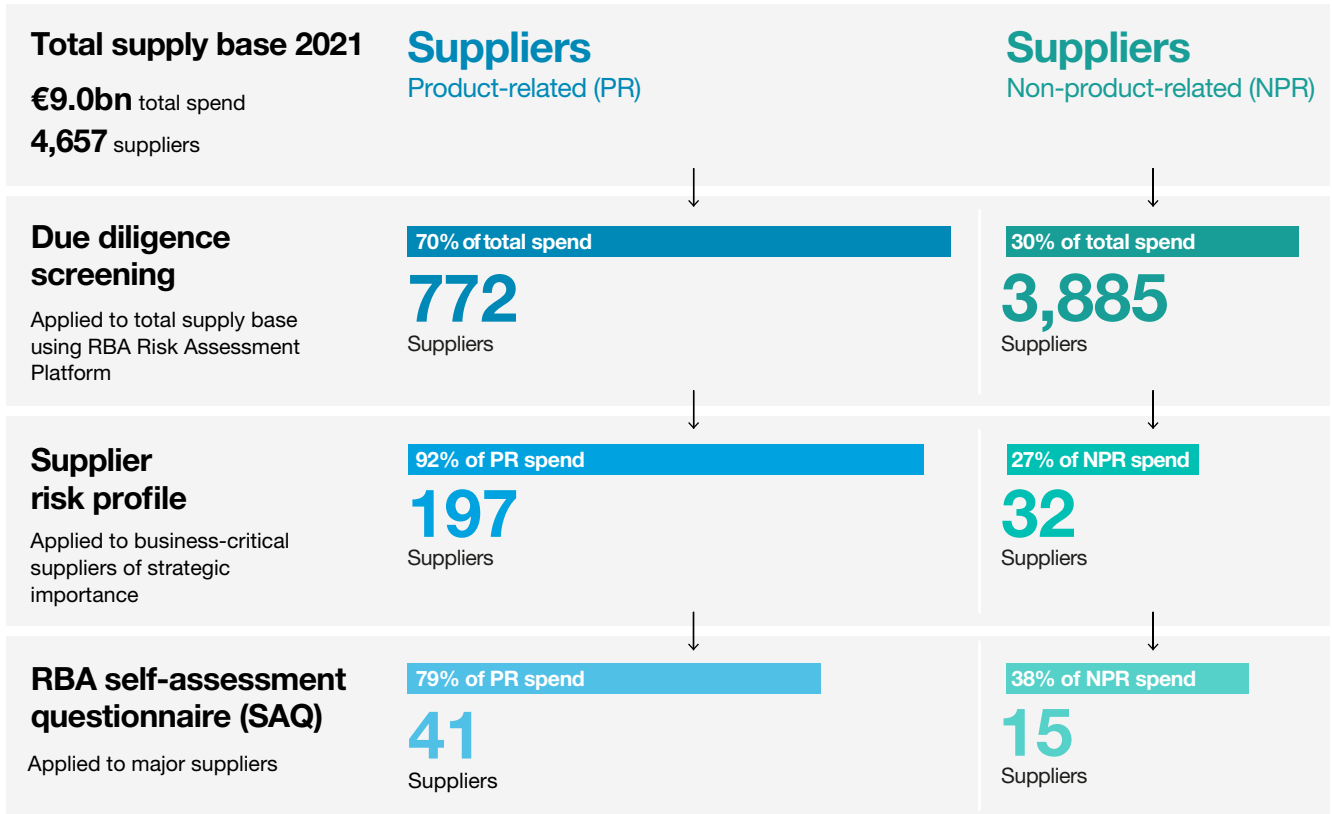 Total supply base 2021
€9.0bn total spend
4,657 suppliers
Suppliers
Product-related (PR)
Suppliers
Non-product-related (NPR)
Due diligence
screening
Applied to total supply base
using RBA Risk Assessment
Platform
70% of total spend
772
Suppliers
30% of total spend
3,885
Suppliers
Supplier
risk profile
Applied to business-critical
suppliers of strategic
importance
92% of PR spend
197
Suppliers
27% of NPR spend
32
Suppliers
RBA self-assessment
questionnaire (SAQ)
Applied to major suppliers
79% of PR spend
41
Suppliers
38% of NPR spend
15
Suppliers